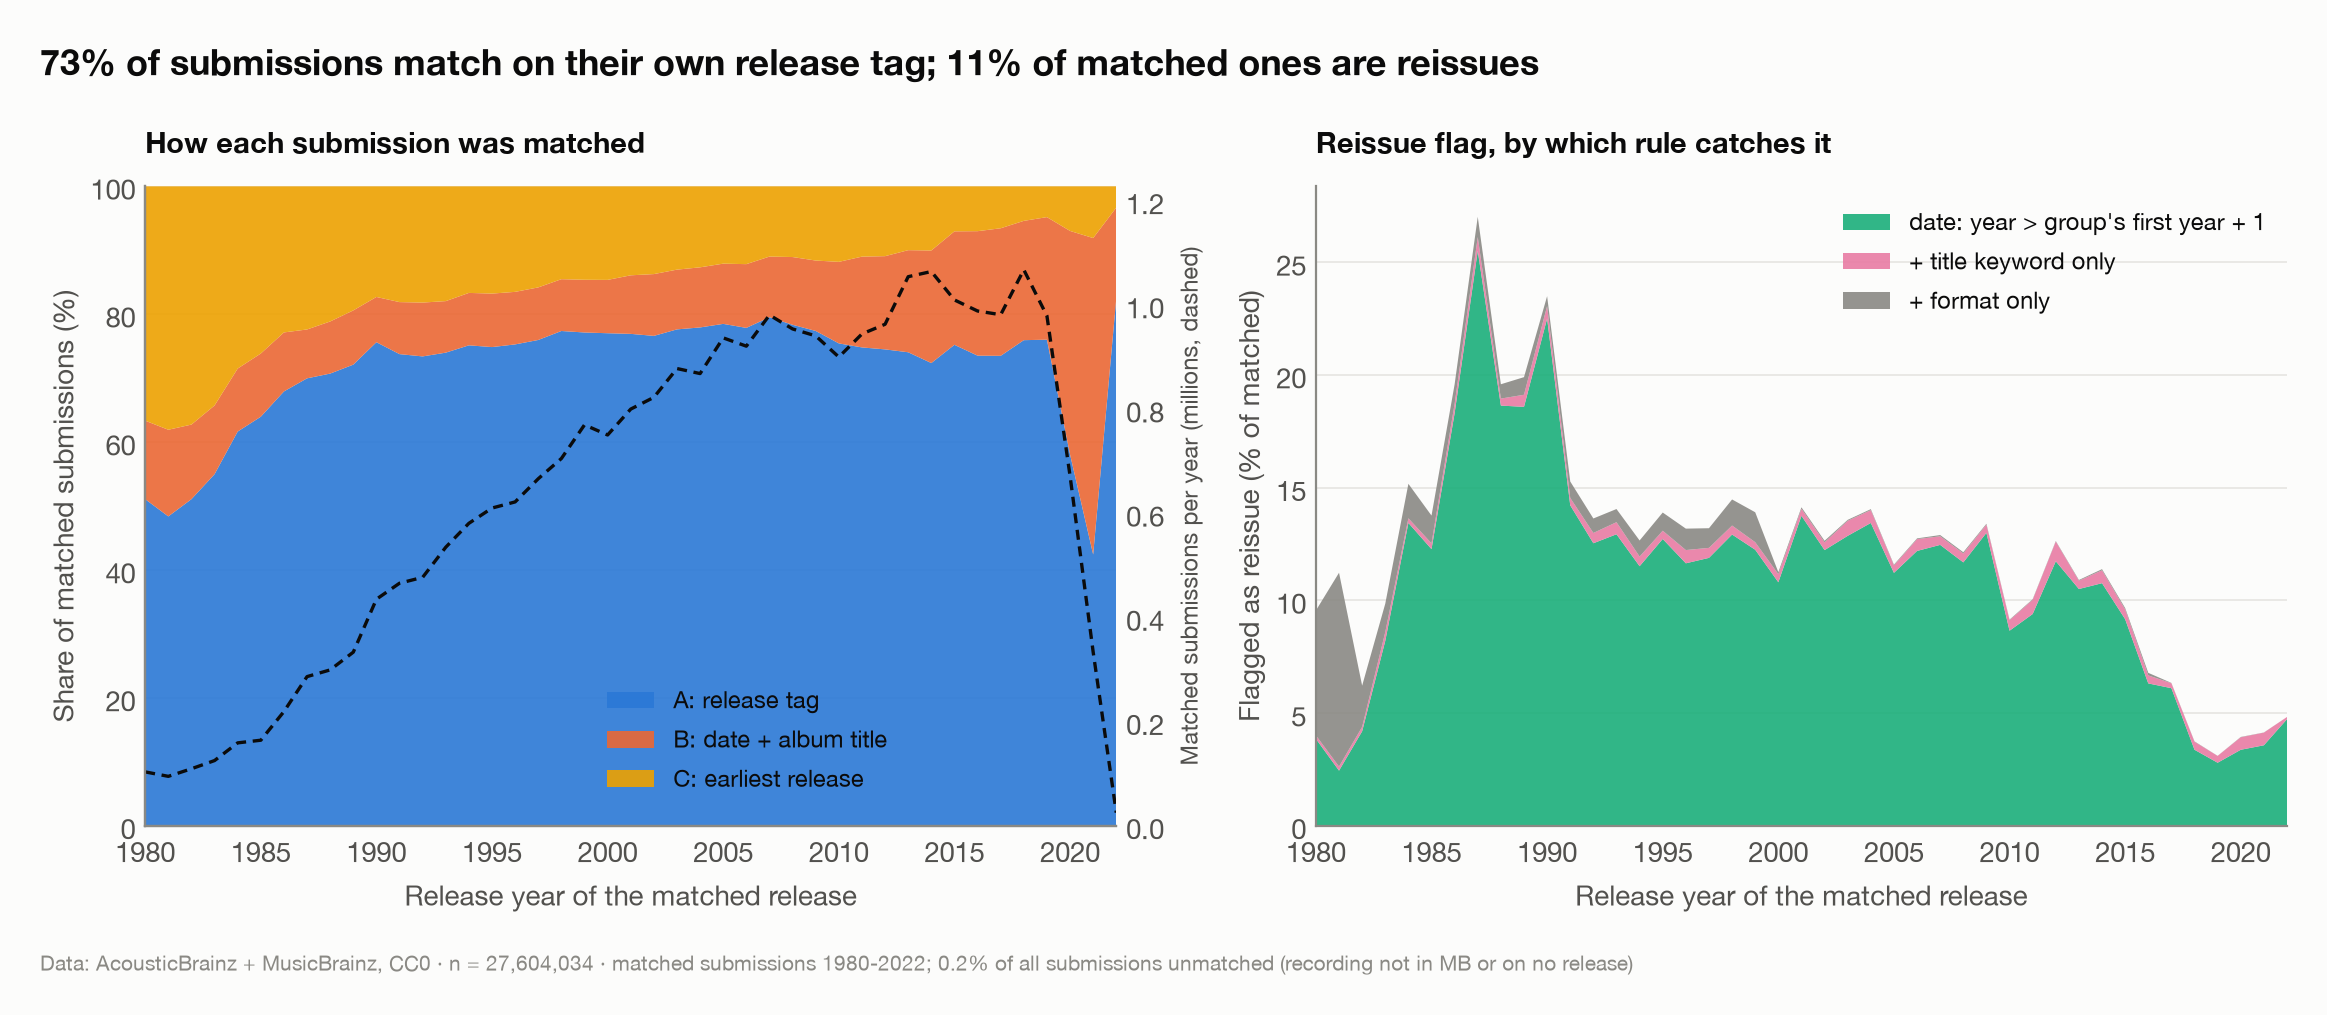 73% of submissions match on their own release tag; 11% of matched ones are reissues
How each submission was matched
Share of matched submissions (%)
100
80
60
40
20
0
1980 1985 1990 1995 2000 2005 2010 2015 2020
Release year of the matched release
A: release tag
B: date + album title
C: earliest release
1.2
1.0
0.8
0.6
0.4
0.2
0.0
Matched submissions per year (millions, dashed)
Reissue flag, by which rule catches it
Flagged as reissue (% of matched)
25
20
15
10
5
0
1980 1985 1990 1995 2000 2005 2010 2015 2020
Release year of the matched release
date: year > group's first year + 1
+ title keyword only
+ format only
Data: AcousticBrainz + MusicBrainz, CC0 · n = 27,604,034 · matched submissions 1980-2022; 0.2% of all submissions unmatched (recording not in MB or on no release)